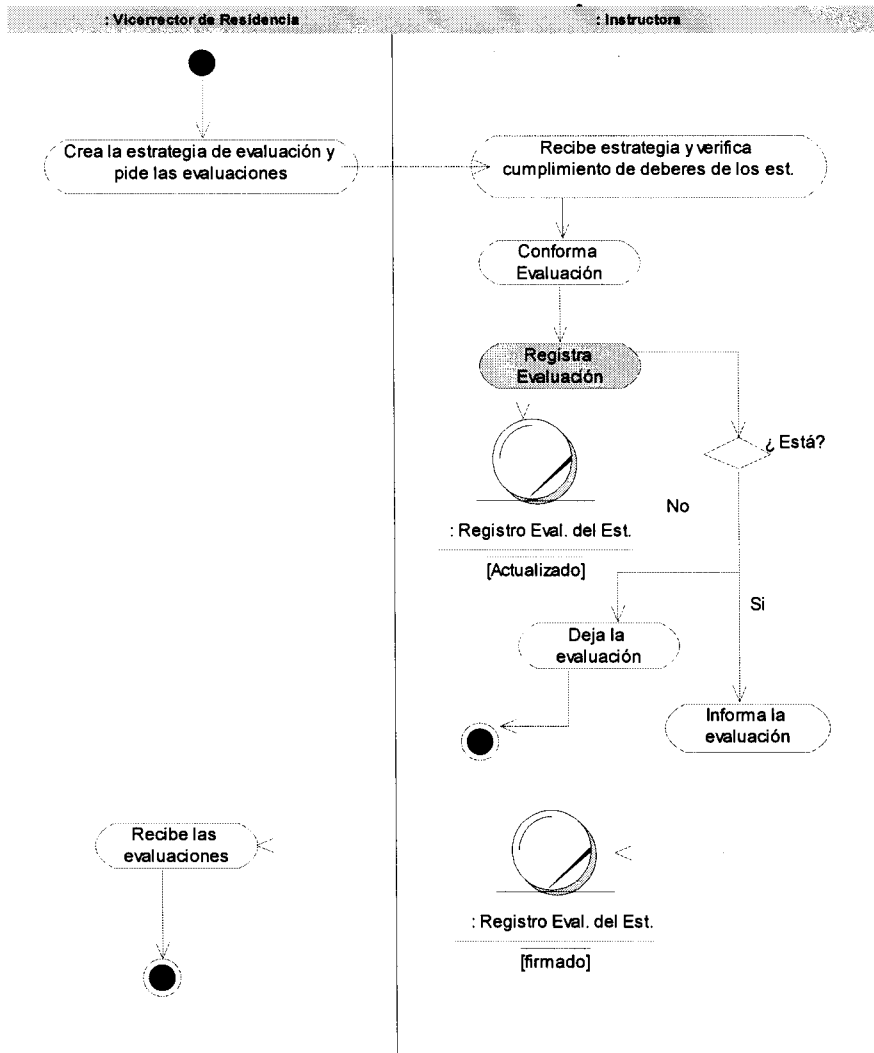 : Vicerrector de Residencia
: Instructora
Crea la estrategia de evaluación y
pide las evaluaciones
Recibe estrategia y verifica
cumplimiento de deberes de los est.
Conforma
Evaluación
Registra
Evaluación
¿ Está?
No
: Registro Eval. del Est.
[Actualizado]
Si
Deja la
evaluación
Informa la
evaluación
Recibe las
evaluaciones
: Registro Eval. del Est.
[firmado]